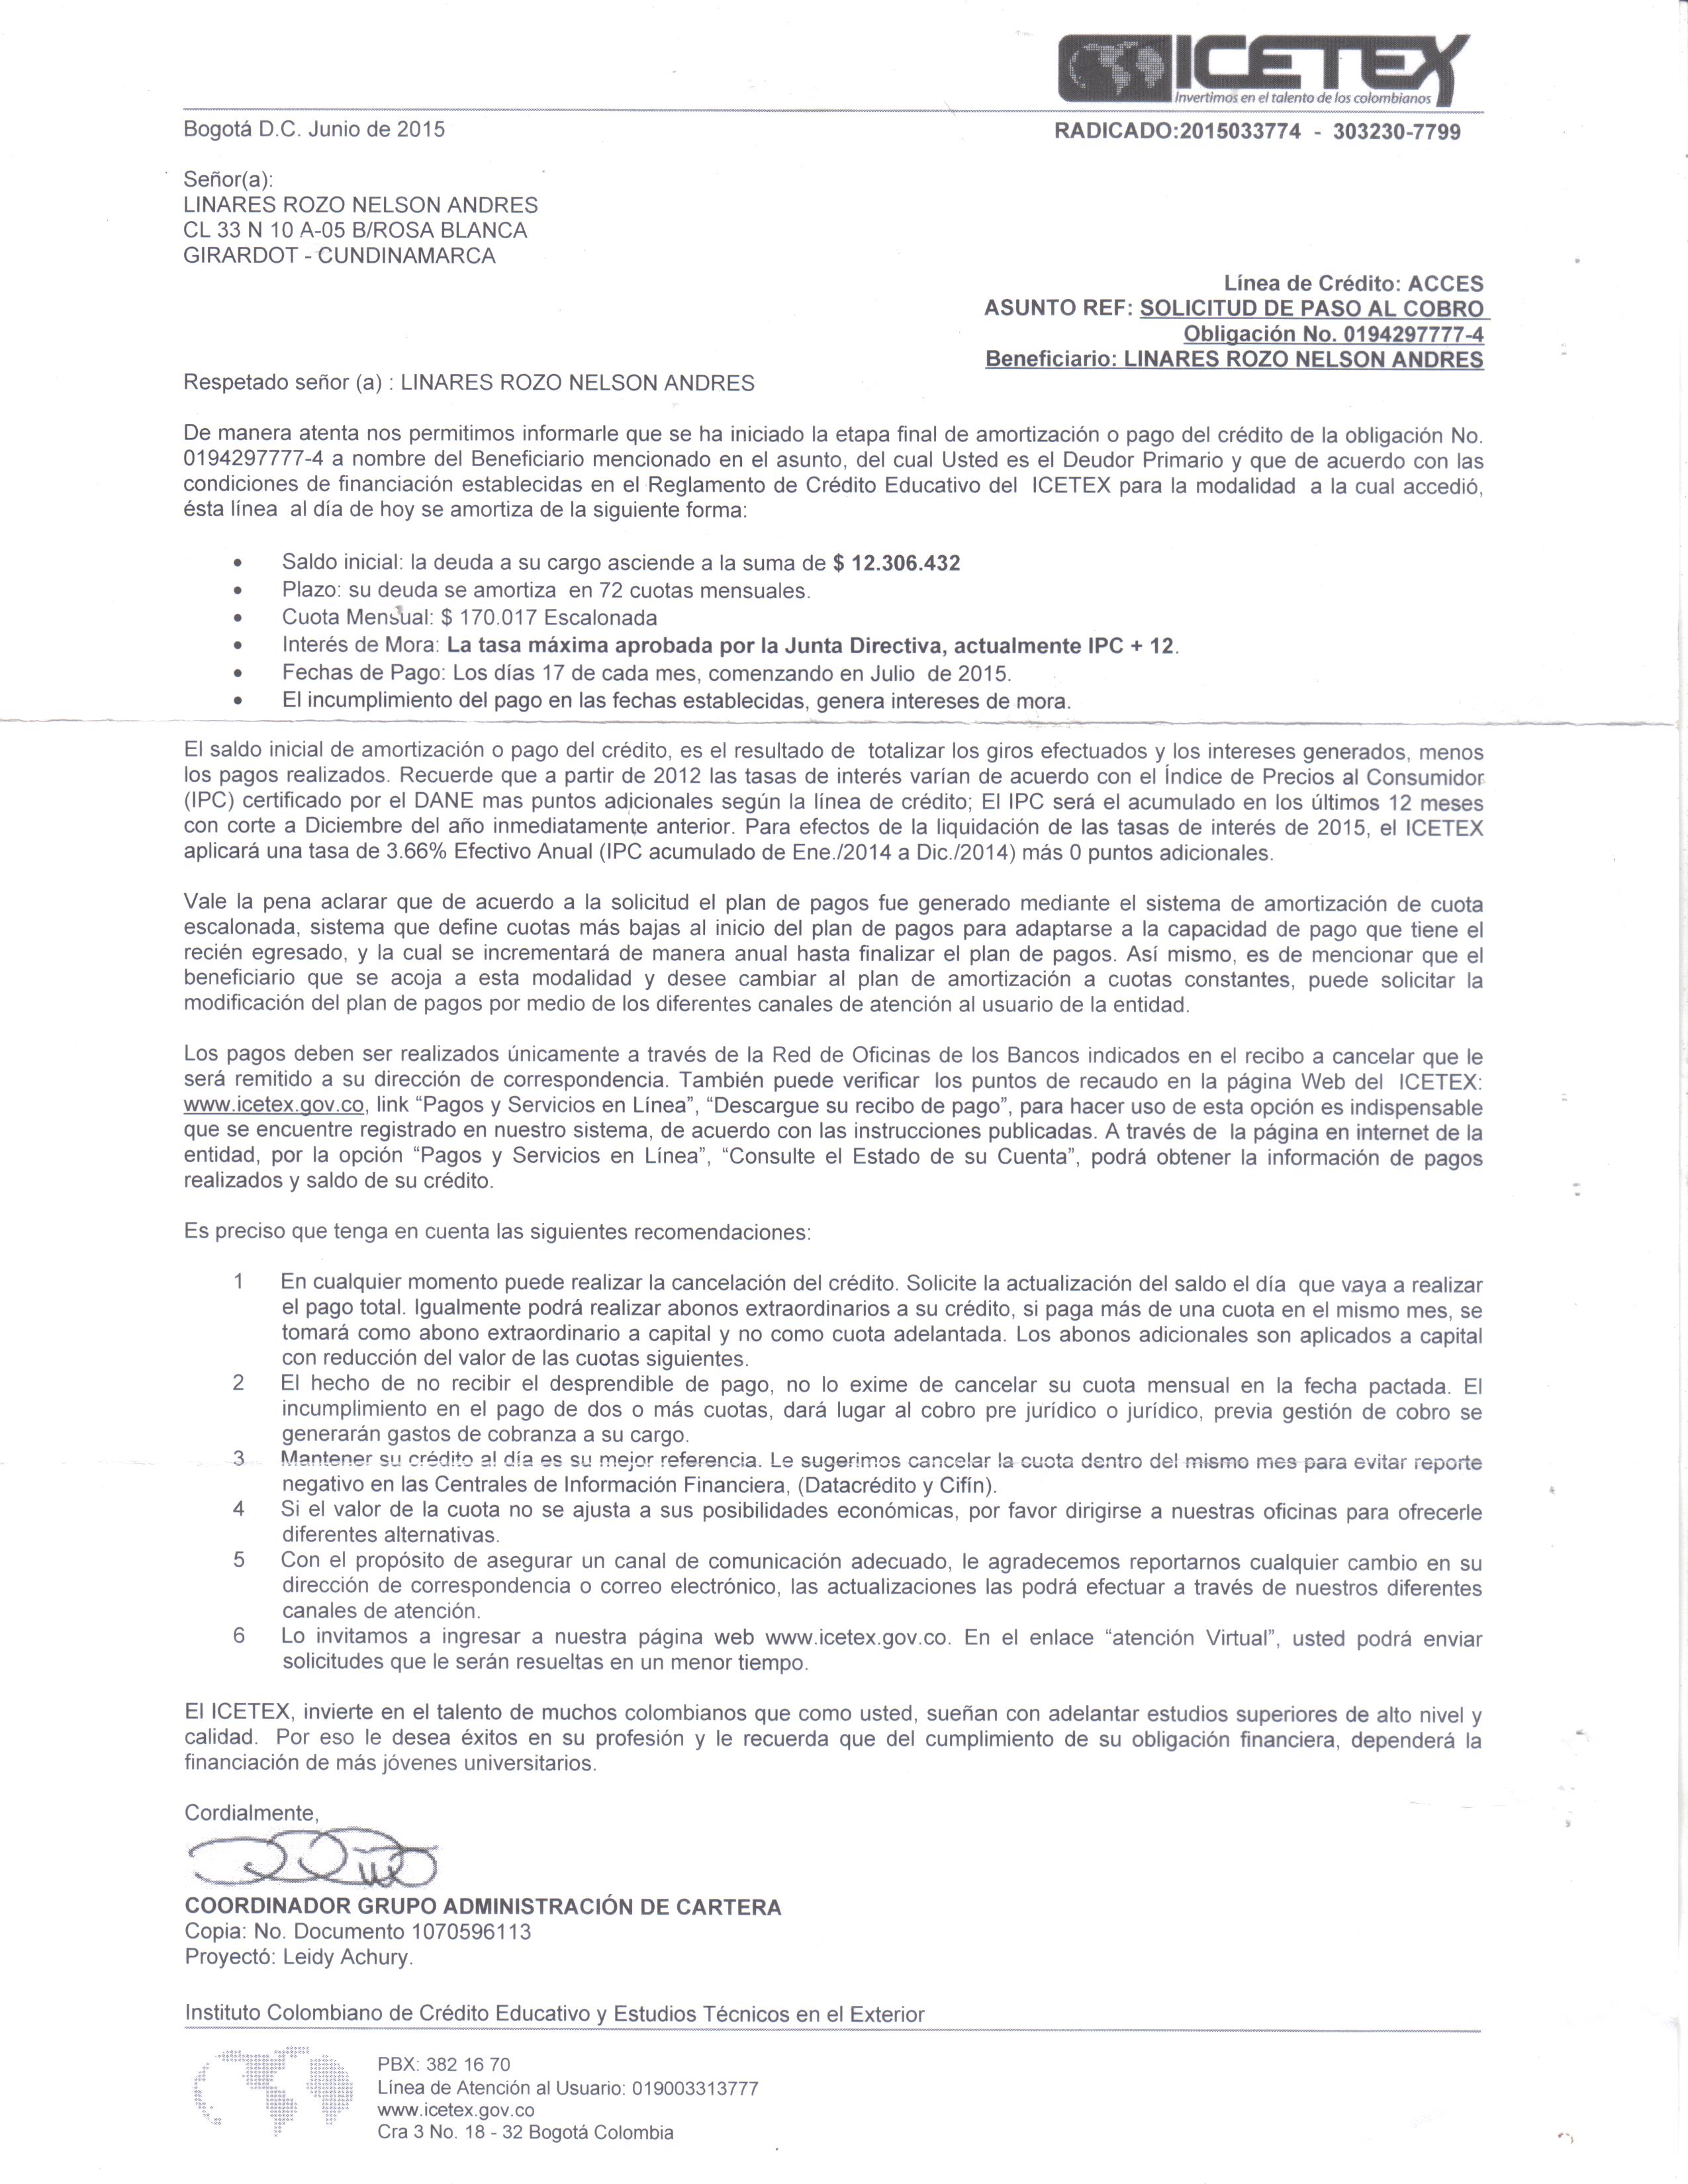 ICETEX
Invertimos en el talento de los colombianos
Bogotá D.C. Junio de 2015
RADICADO:2015033774 - 303230-7799
Señor(a):
LINARES ROZO NELSON ANDRES
CL 33 N 10 A-05 B/ROSA BLANCA
GIRARDOT - CUNDINAMARCA
Línea de Crédito: ACCES
ASUNTO REF: SOLICITUD DE PASO AL COBRO
Obligación No. 0194297777-4
Beneficiario: LINARES ROZO NELSON ANDRES
Respetado señor (a) : LINARES ROZO NELSON ANDRES
De manera atenta nos permitimos informarle que se ha iniciado la etapa final de amortización o pago del crédito de la obligación No.
0194297777-4 a nombre del Beneficiario mencionado en el asunto, del cual Usted es el Deudor Primario y que de acuerdo con las
condiciones de financiación establecidas en el Reglamento de Crédito Educativo del ICETEX para la modalidad a la cual accedió,
ésta línea al día de hoy se amortiza de la siguiente forma:
• Saldo inicial: la deuda a su cargo asciende a la suma de $ 12.306.432
• Plazo: su deuda se amortiza en 72 cuotas mensuales.
• Cuota Mensual: $ 170.017 Escalonada
• Interés de Mora: La tasa máxima aprobada por la Junta Directiva, actualmente IPC + 12.
• Fechas de Pago: Los días 17 de cada mes, comenzando en Julio de 2015.
• El incumplimiento del pago en las fechas establecidas, genera intereses de mora.
El saldo inicial de amortización o pago del crédito, es el resultado de totalizar los giros efectuados y los intereses generados, menos
los pagos realizados. Recuerde que a partir de 2012 las tasas de interés varían de acuerdo con el Índice de Precios al Consumidor
(IPC) certificado por el DANE mas puntos adicionales según la línea de crédito; El IPC será el acumulado en los últimos 12 meses
con corte a Diciembre del año inmediatamente anterior. Para efectos de la liquidación de las tasas de interés de 2015, el ICETEX
aplicará una tasa de 3.66% Efectivo Anual (IPC acumulado de Ene./2014 a Dic./2014) más 0 puntos adicionales.
Vale la pena aclarar que de acuerdo a la solicitud el plan de pagos fue generado mediante el sistema de amortización de cuota
escalonada, sistema que define cuotas más bajas al inicio del plan de pagos para adaptarse a la capacidad de pago que tiene el
recién egresado, y la cual se incrementará de manera anual hasta finalizar el plan de pagos. Así mismo, es de mencionar que el
beneficiario que se acoja a esta modalidad y desee cambiar al plan de amortización a cuotas constantes, puede solicitar la
modificación del plan de pagos por medio de los diferentes canales de atención al usuario de la entidad.
Los pagos deben ser realizados únicamente a través de la Red de Oficinas de los Bancos indicados en el recibo a cancelar que le
será remitido a su dirección de correspondencia. También puede verificar los puntos de recaudo en la página Web del ICETEX:
www.icetex.gov.co, link “Pagos y Servicios en Línea”, “Descargue su recibo de pago”, para hacer uso de esta opción es indispensable
que se encuentre registrado en nuestro sistema, de acuerdo con las instrucciones publicadas. A través de la página en internet de la
entidad, por la opción “Pagos y Servicios en Línea”, “Consulte el Estado de su Cuenta”, podrá obtener la información de pagos
realizados y saldo de su crédito.
Es preciso que tenga en cuenta las siguientes recomendaciones:
1 En cualquier momento puede realizar la cancelación del crédito. Solicite la actualización del saldo el día que vaya a realizar
el pago total. Igualmente podrá realizar abonos extraordinarios a su crédito, si paga más de una cuota en el mismo mes, se
tomará como abono extraordinario a capital y no como cuota adelantada. Los abonos adicionales son aplicados a capital
con reducción del valor de las cuotas siguientes.
2 El hecho de no recibir el desprendible de pago, no lo exime de cancelar su cuota mensual en la fecha pactada. El
incumplimiento en el pago de dos o más cuotas, dará lugar al cobro pre jurídico o jurídico, previa gestión de cobro se
generarán gastos de cobranza a su cargo.
3 Mantener su crédito al día es su mejor referencia. Le sugerimos cancelar la cuota dentro del mismo mes para evitar reporte
negativo en las Centrales de Información Financiera, (Datacrédito y Cifín).
4 Si el valor de la cuota no se ajusta a sus posibilidades económicas, por favor dirigirse a nuestras oficinas para ofrecerle
diferentes alternativas.
5 Con el propósito de asegurar un canal de comunicación adecuado, le agradecemos reportarnos cualquier cambio en su
dirección de correspondencia o correo electrónico, las actualizaciones las podrá efectuar a través de nuestros diferentes
canales de atención.
6 Lo invitamos a ingresar a nuestra página web www.icetex.gov.co. En el enlace “atención Virtual”, usted podrá enviar
solicitudes que le serán resueltas en un menor tiempo.
El ICETEX, invierte en el talento de muchos colombianos que como usted, sueñan con adelantar estudios superiores de alto nivel y
calidad. Por eso le desea éxitos en su profesión y le recuerda que del cumplimiento de su obligación financiera, dependerá la
financiación de más jóvenes universitarios.
Cordialmente,
COORDINADOR GRUPO ADMINISTRACIÓN DE CARTERA
Copia: No. Documento 1070596113
Proyectó: Leidy Achury.
Instituto Colombiano de Crédito Educativo y Estudios Técnicos en el Exterior
PBX: 382 16 70
Línea de Atención al Usuario: 019003313777
www.icetex.gov.co
Cra 3 No. 18 - 32 Bogotá Colombia